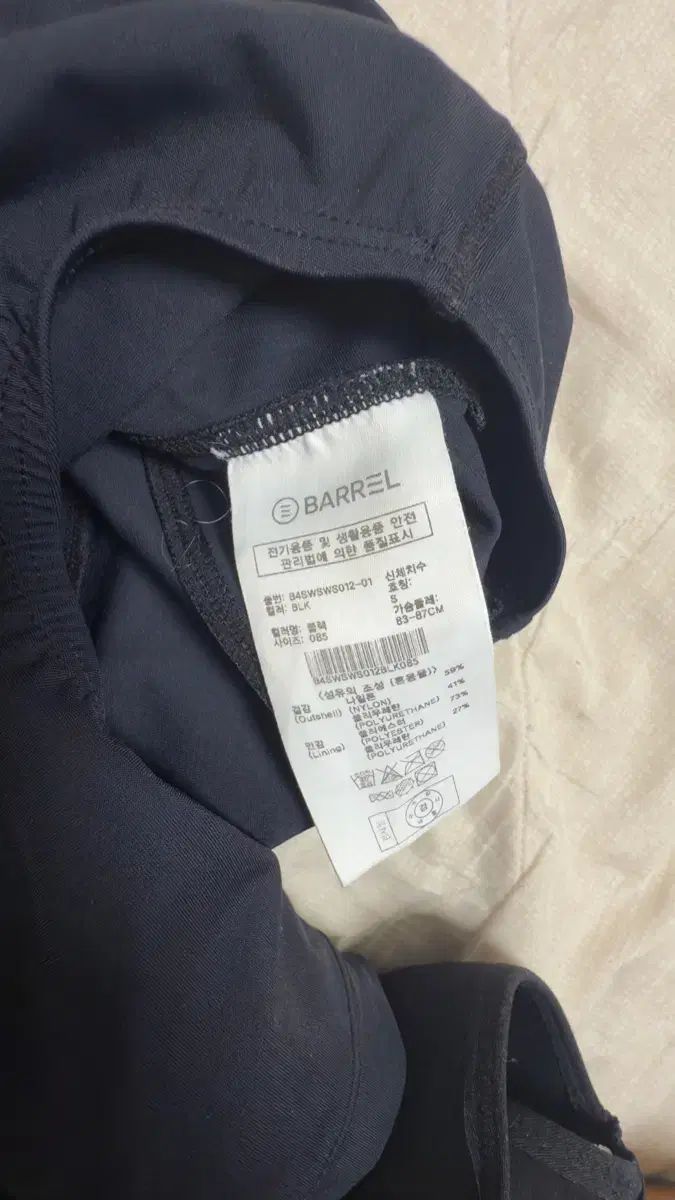 BARREL
전기용품 및 생활용품 안전
관리법에 의한 품질표시
품번: B4SWSWS012-01
컬러: BLK
컬러명: 블랙
사이즈: 085
신체치수
호칭:
S
가슴둘레:
83-87CM
B4SWSWS012BLK085
(섬유의 조성 (혼용율))
겉감 나일론 59%
(Outshell) (NYLON)
폴리우레탄 41%
(POLYURETHANE)
안감 폴리에스터 73%
(Lining) (POLYESTER)
폴리우레탄 27%
(POLYURETHANE)